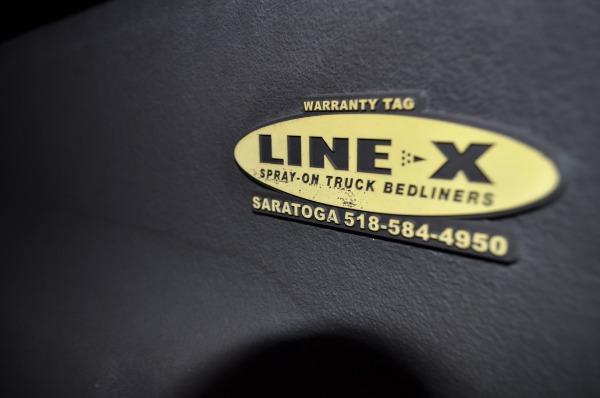 WARRANTY TAG
LINE-X
SPRAY-ON TRUCK BEDLINERS
SARATOGA 518-584-4950